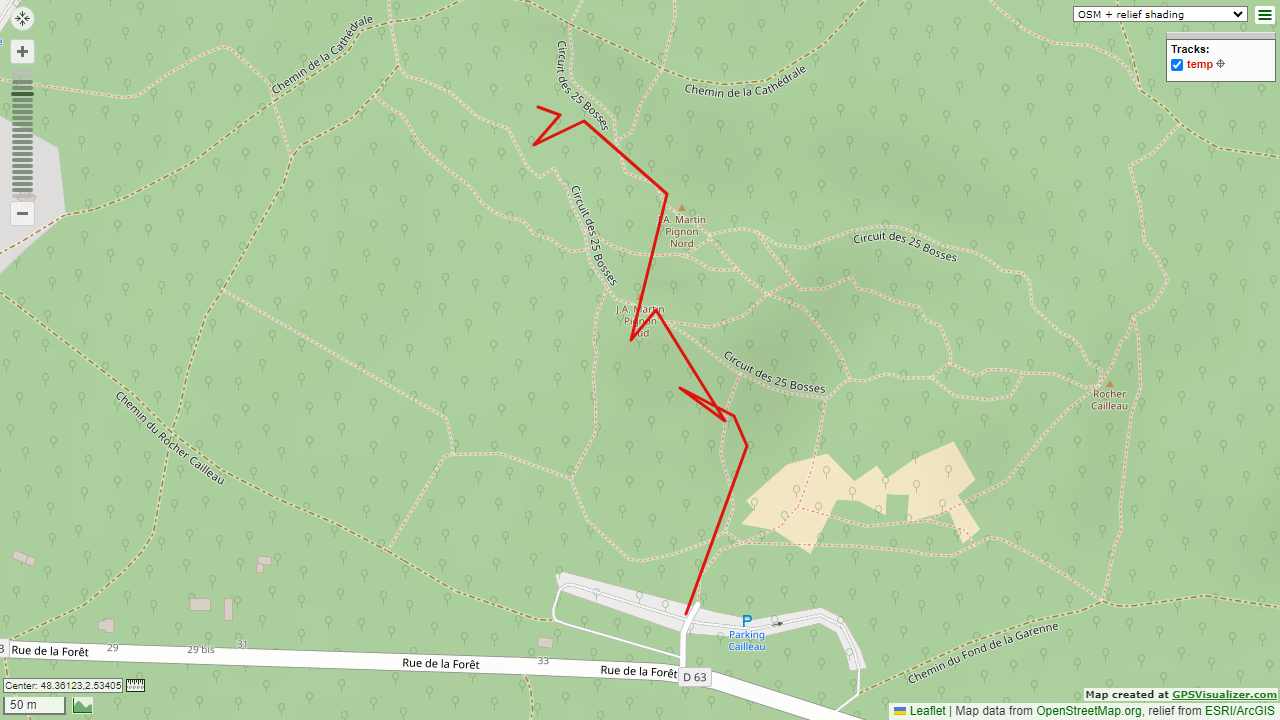 OSM + relief shading
Tracks:
temp
Chemin de la Cathédrale
Circuit des 25 Bosses
Chemin de la Cathédrale
J.A. Martin
Pignon
Nord
Circuit des 25 Bosses
Circuit des 25 Bosses
J.A. Martin
Pignon
Sud
Circuit des 25 Bosses
Rocher
Cailleau
Chemin du Rocher Cailleau
P
Parking
Cailleau
Chemin du Fond de la Garenne
3
Rue de la Forêt
29
29 bis
31
Rue de la Forêt
33
Rue de la Forêt
D 63
Center: 48.36123,2.53405
50 m
Map created at GPSVisualizer.com
Leaflet | Map data from OpenStreetMap.org, relief from ESRI/ArcGIS